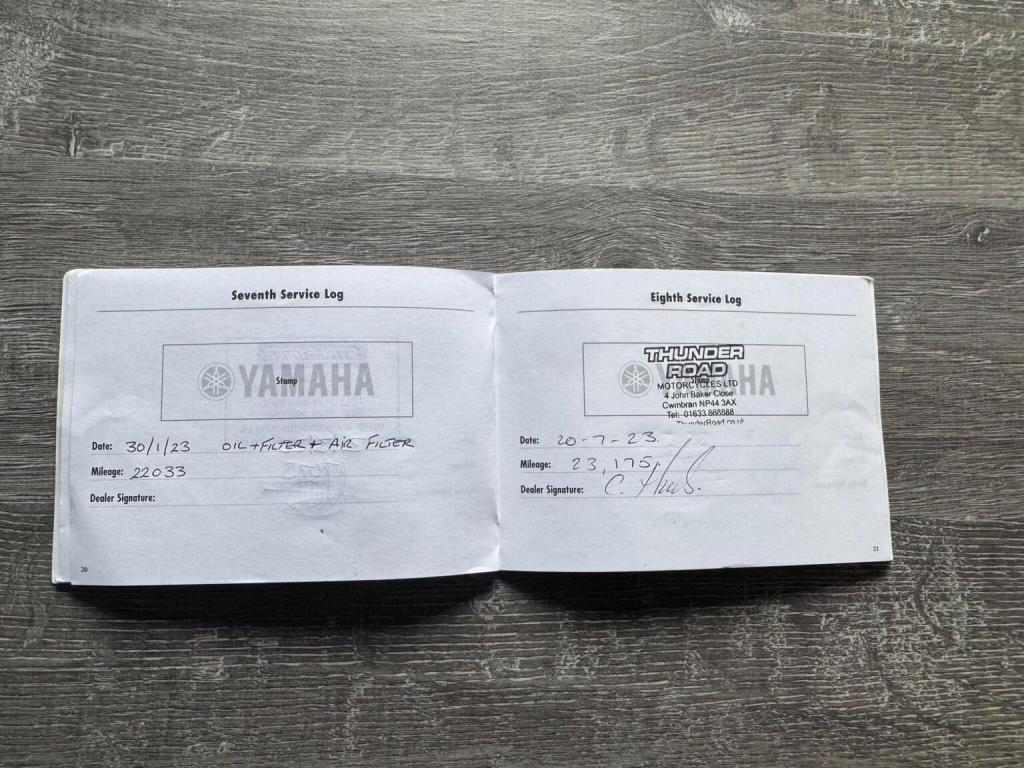 Seventh Service Log
YAMAHA
Stamp
Date: 30/1/23 OIL + FILTER + AIR FILTER
Mileage: 22033
Dealer Signature:
20
Eighth Service Log
YAMAHA
Stamp
THUNDER
ROAD
MOTORCYCLES LTD
4 John Baker Close
Cwmbran NP44 3AX
Tel: 01633 868888
ThunderRoad.co.uk
Date: 20-7-23
Mileage: 23,175
Dealer Signature: C.
21